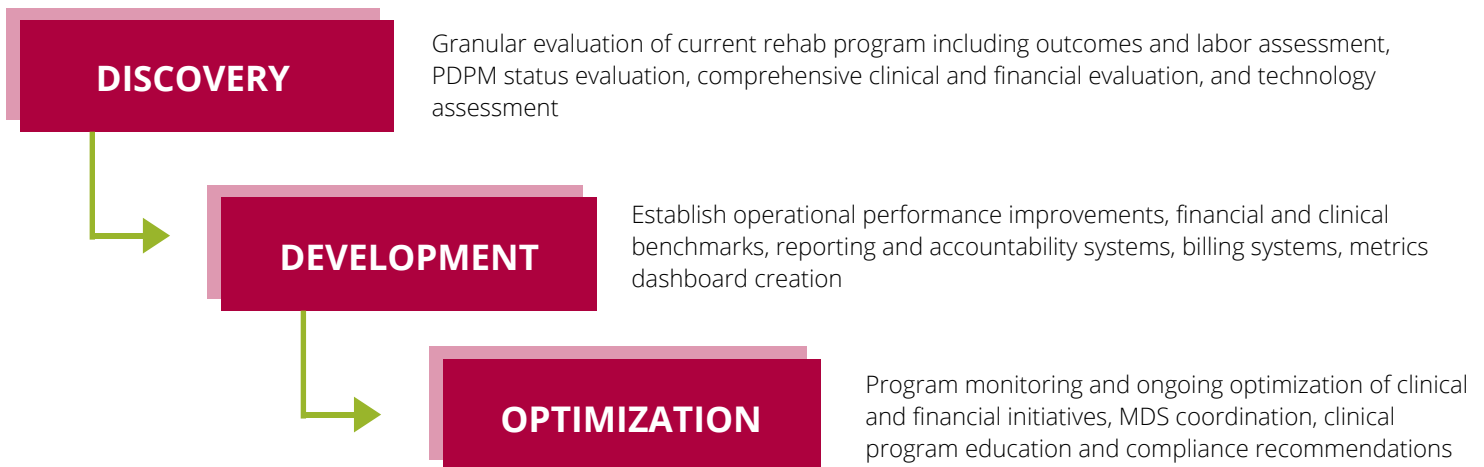 DISCOVERY
Granular evaluation of current rehab program including outcomes and labor assessment,
PDPM status evaluation, comprehensive clinical and financial evaluation, and technology
assessment
DEVELOPMENT
Establish operational performance improvements, financial and clinical
benchmarks, reporting and accountability systems, billing systems, metrics
dashboard creation
OPTIMIZATION
Program monitoring and ongoing optimization of clinical
and financial initiatives, MDS coordination, clinical
program education and compliance recommendations